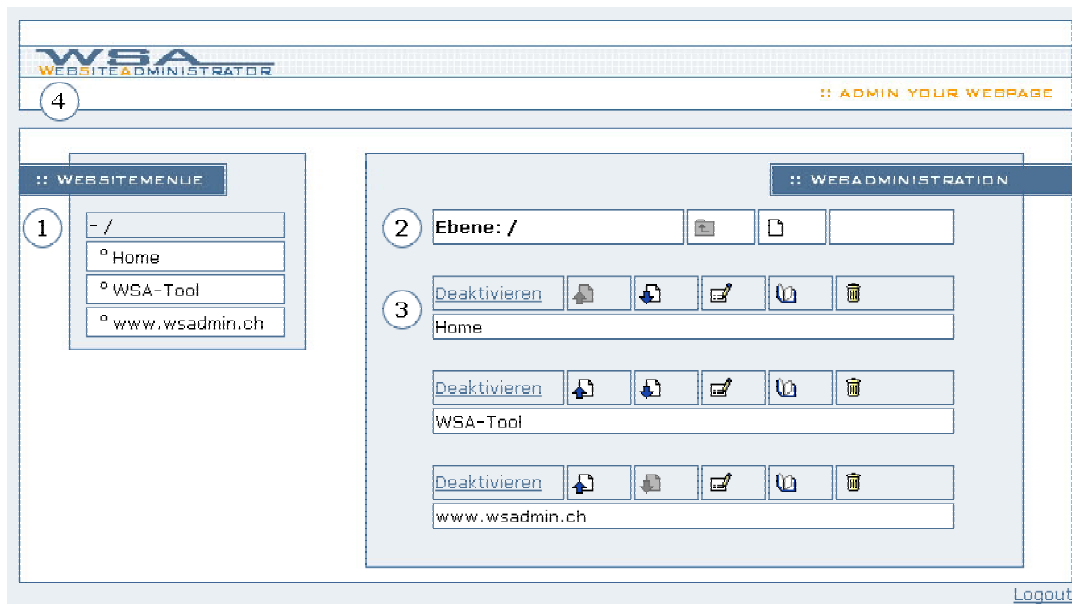 WSA
WEBSITEADMINISTRATOR
4
:: ADMIN YOUR WEBPAGE
:: WEBSITEMENUE
:: WEBADMINISTRATION
1
- /
° Home
° WSA-Tool
° www.wsadmin.ch
2
Ebene: /
3
Deaktivieren
Home
Deaktivieren
WSA-Tool
Deaktivieren
www.wsadmin.ch
Logout